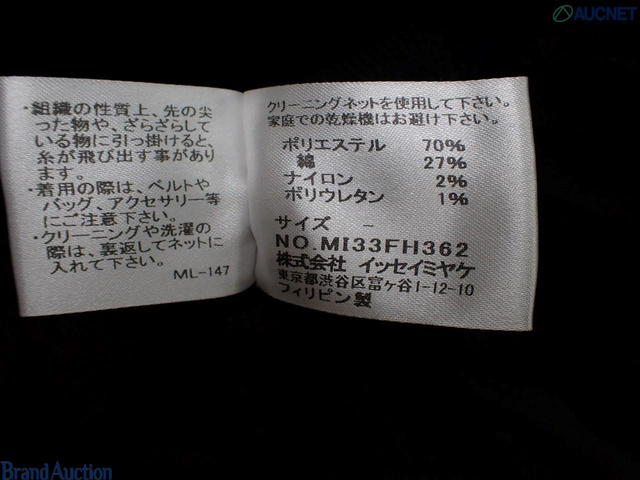 AUCNET
・組織の性質上、先の尖
った物や、ざらざらして
いる物に引っ掛けると、
糸が飛び出す事があり
ます。
・着用の際は、ベルトや
バッグ、アクセサリー等
にご注意下さい。
・クリーニングや洗濯の
際は、裏返してネットに
入れて下さい。
ML-147
クリーニングネットを使用して下さい。
家庭での乾燥機はお避け下さい。
ポリエステル 70%
綿 27%
ナイロン 2%
ポリウレタン 1%
サイズ −
NO.MI33FH362
株式会社 イッセイミヤケ
東京都渋谷区富ヶ谷1-12-10
フィリピン製
Brand Auction